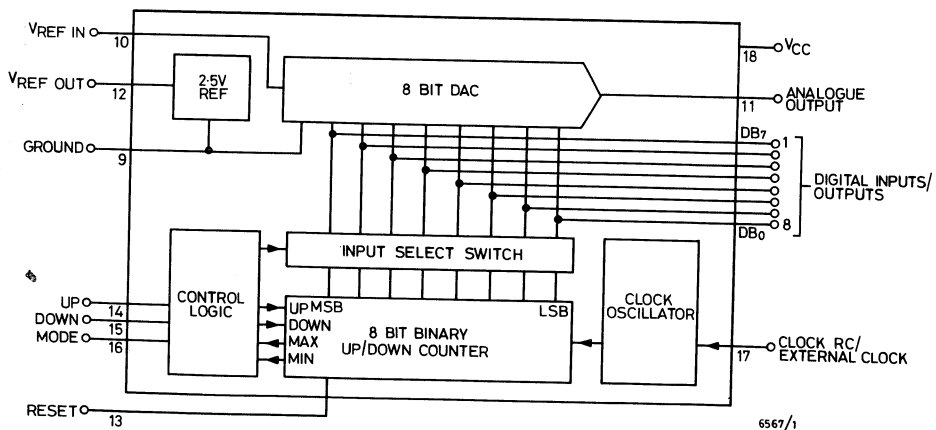 VREF IN
10
VREF OUT
12
2·5V
REF
8 BIT DAC
18
VCC
11
ANALOGUE
OUTPUT
GROUND
9
DB7
1
DIGITAL INPUTS/
OUTPUTS
DB0
8
INPUT SELECT SWITCH
CONTROL
LOGIC
UP
14
DOWN
15
MODE
16
UP
MSB
LSB
DOWN
MAX
MIN
8 BIT BINARY
UP/DOWN COUNTER
CLOCK
OSCILLATOR
17
CLOCK RC/
EXTERNAL CLOCK
RESET
13
6567/1